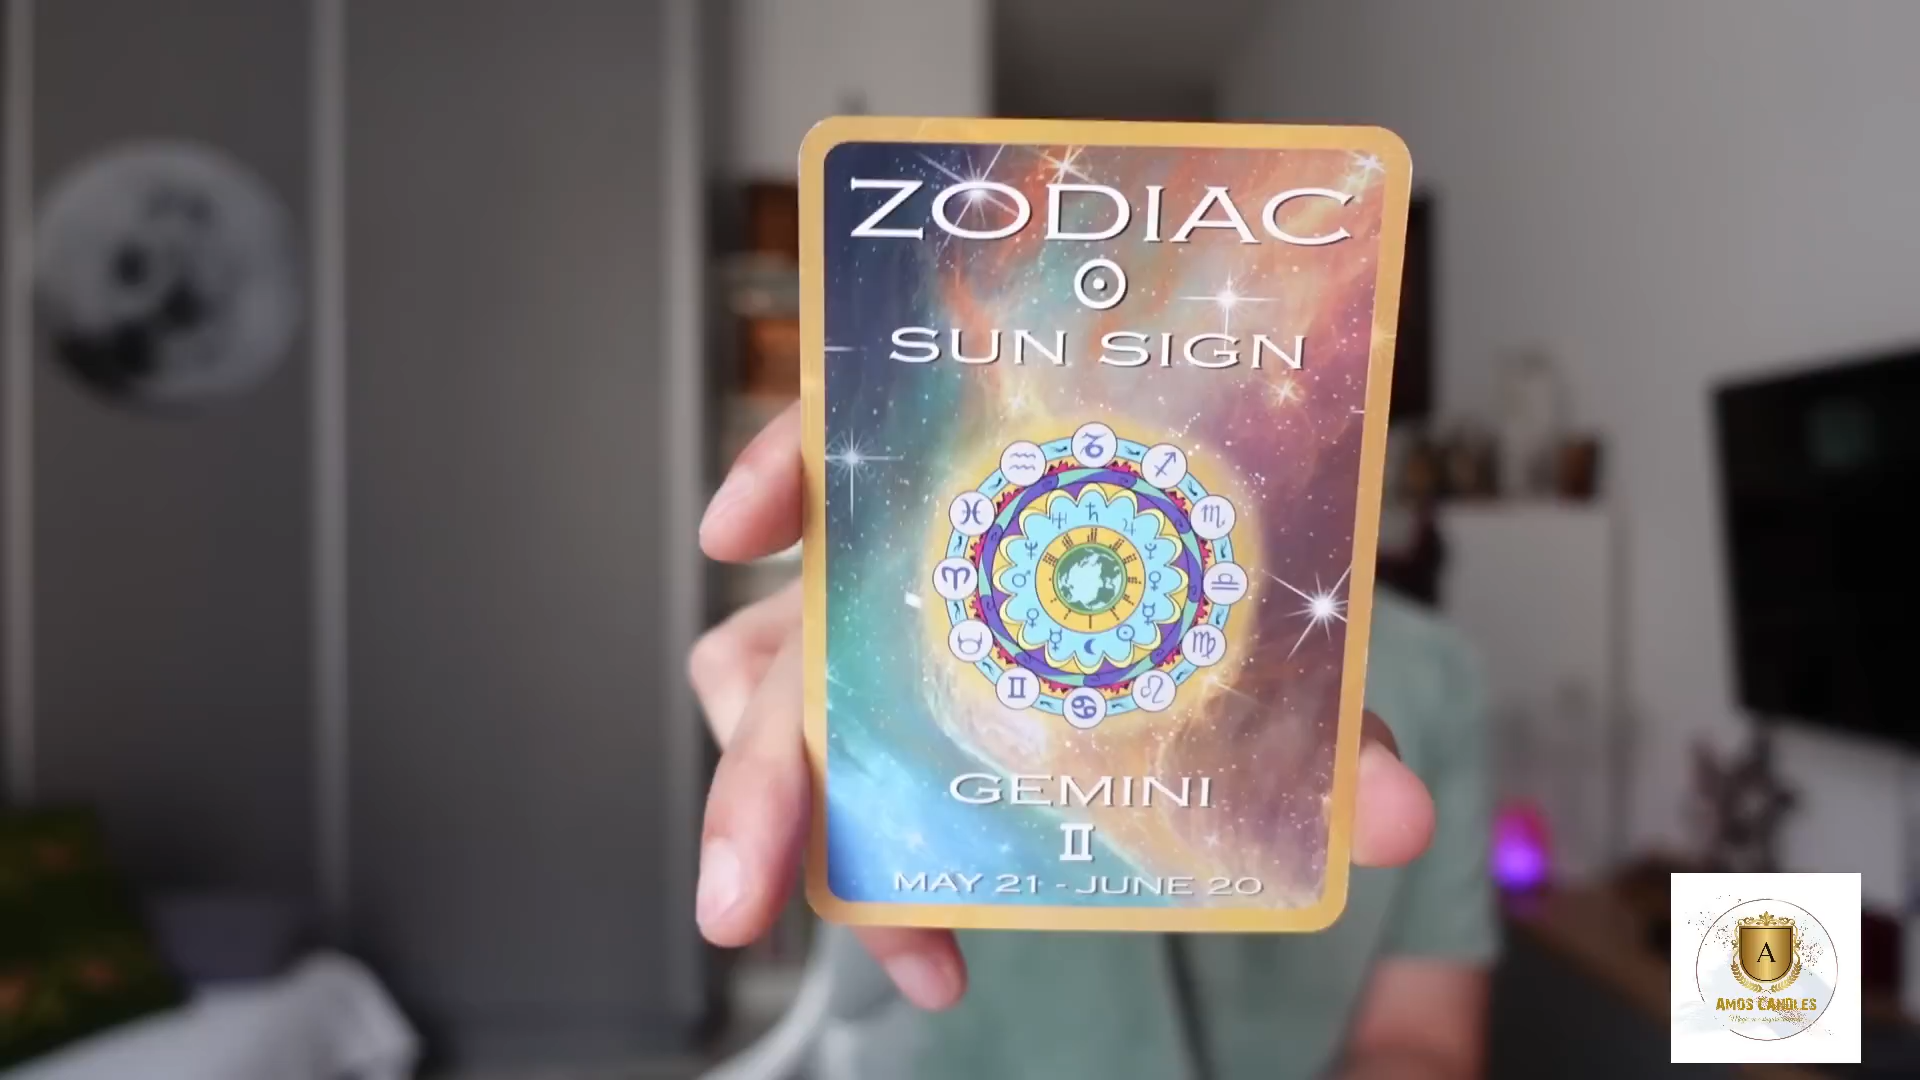 ZODIAC
SUN SIGN
GEMINI
MAY 21 - JUNE 20
A
AMOS CANDLES